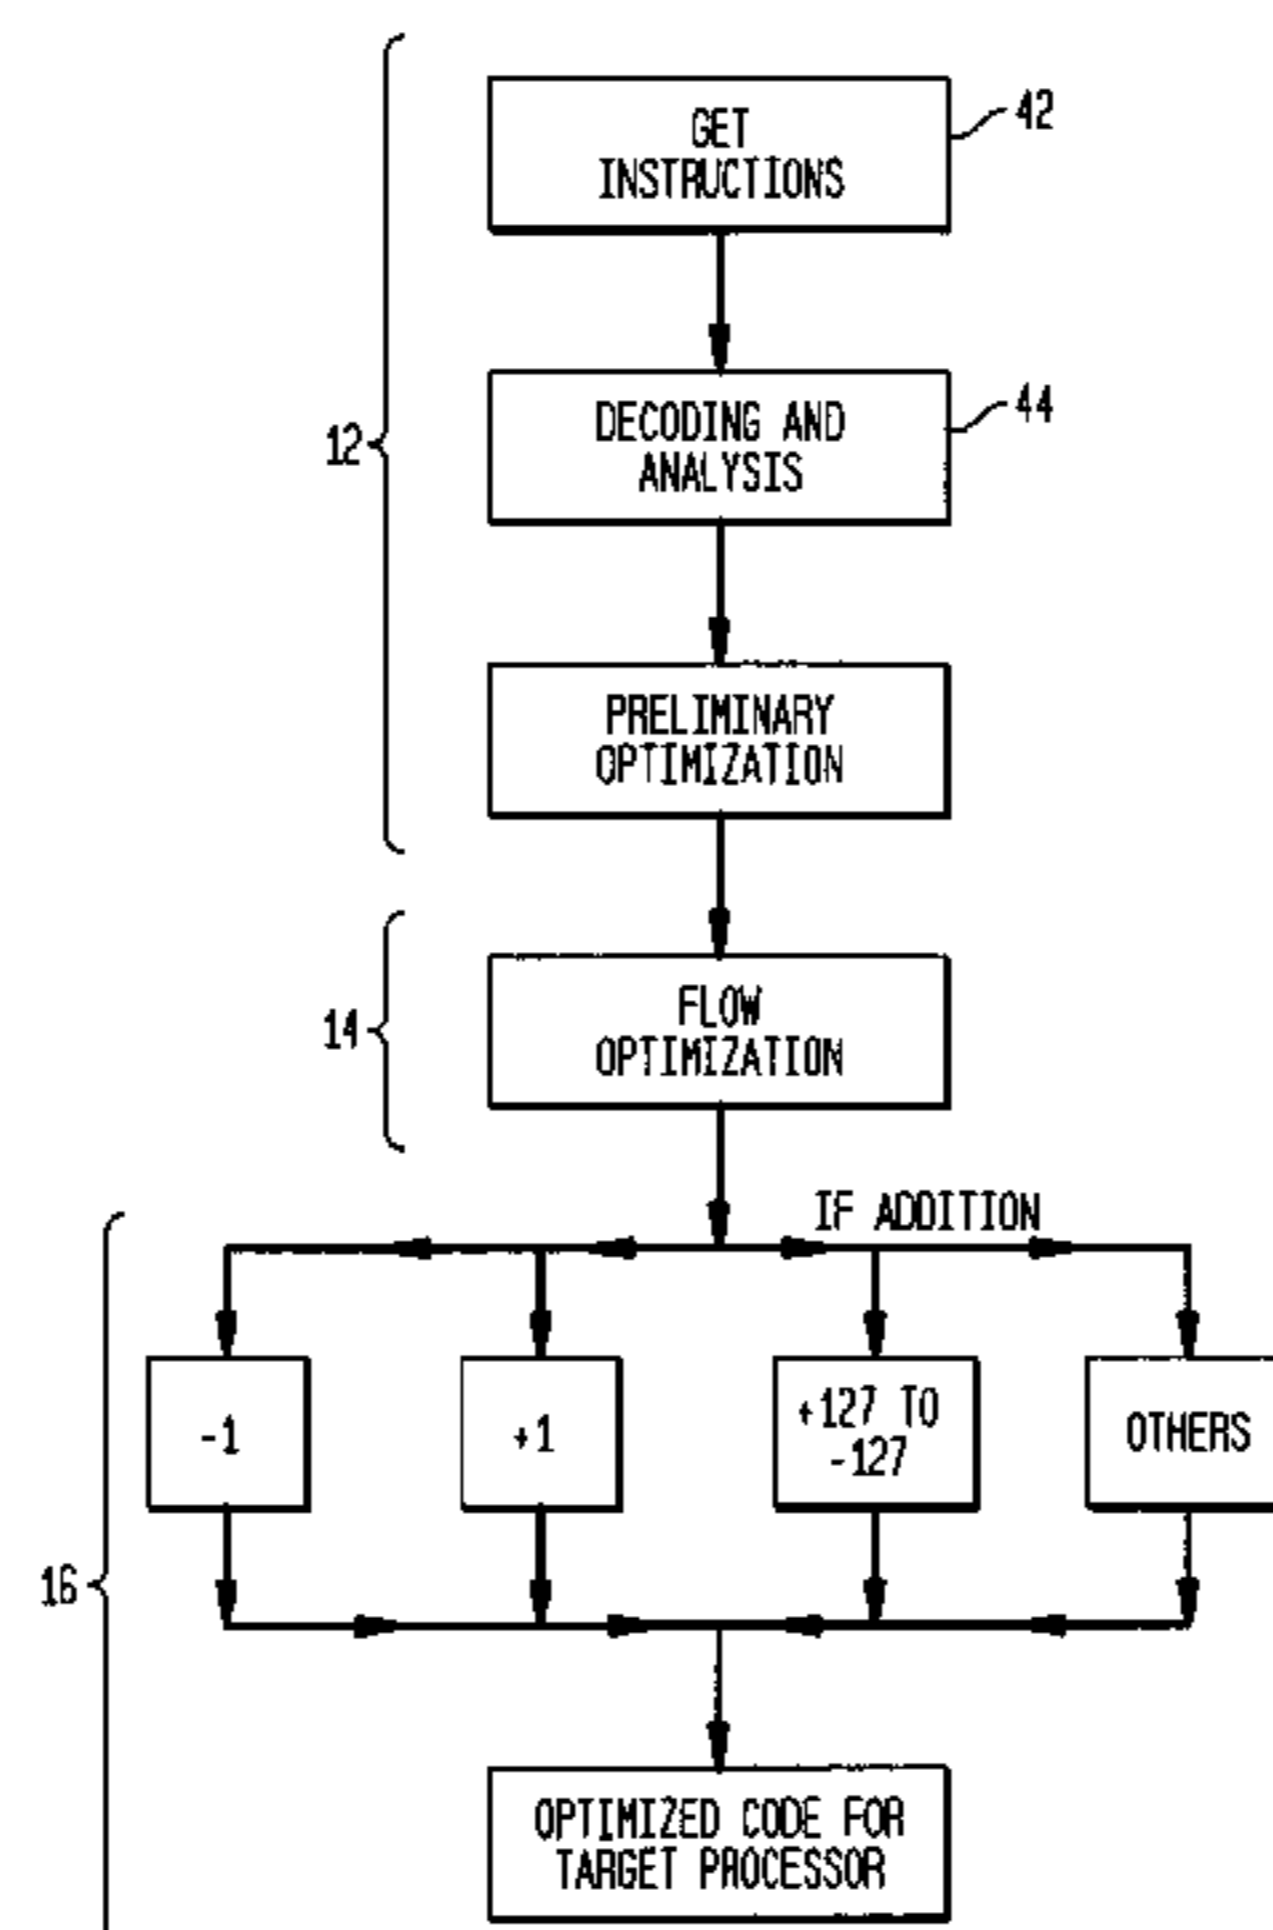 GET
INSTRUCTIONS
42
DECODING AND
ANALYSIS
44
12
PRELIMINARY
OPTIMIZATION
14
FLOW
OPTIMIZATION
IF ADDITION
-1
+1
+127 TO
-127
OTHERS
16
OPTIMIZED CODE FOR
TARGET PROCESSOR